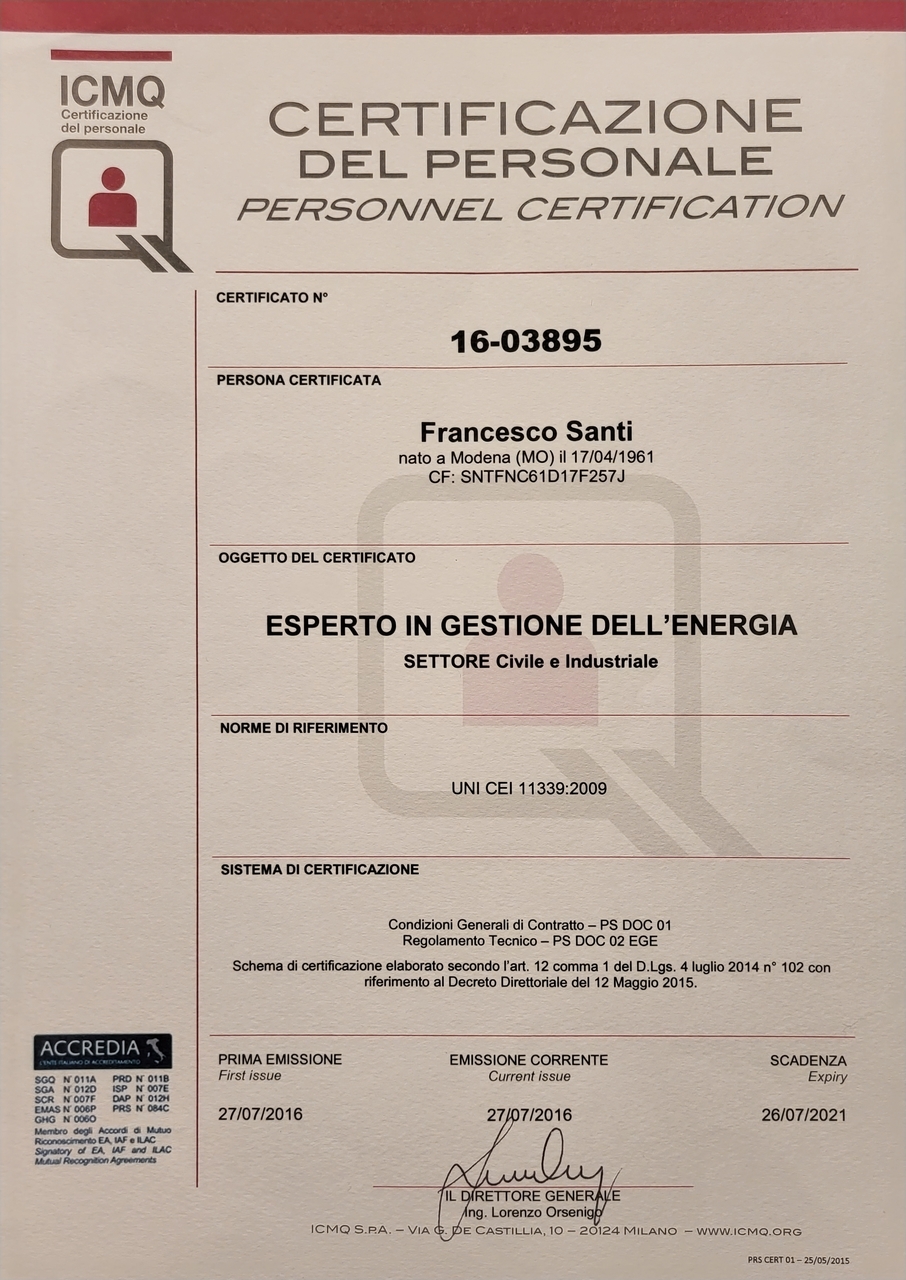 ICMQ
Certificazione
del personale
CERTIFICAZIONE
DEL PERSONALE
PERSONNEL CERTIFICATION
CERTIFICATO N°
16-03895
PERSONA CERTIFICATA
Francesco Santi
nato a Modena (MO) il 17/04/1961
CF: SNTFNC61D17F257J
OGGETTO DEL CERTIFICATO
ESPERTO IN GESTIONE DELL'ENERGIA
SETTORE Civile e Industriale
NORME DI RIFERIMENTO
UNI CEI 11339:2009
SISTEMA DI CERTIFICAZIONE
Condizioni Generali di Contratto – PS DOC 01
Regolamento Tecnico – PS DOC 02 EGE
Schema di certificazione elaborato secondo l'art. 12 comma 1 del D.Lgs. 4 luglio 2014 n° 102 con
riferimento al Decreto Direttoriale del 12 Maggio 2015.
ACCREDIA
L'ENTE ITALIANO DI ACCREDITAMENTO
SGQ N° 011A PRD N° 011B
SGA N° 012D ISP N° 007E
SCR N° 007F DAP N° 012H
EMAS N° 006P PRS N° 084C
GHG N° 006O
Membro degli Accordi di Mutuo
Riconoscimento EA, IAF e ILAC
Signatory of EA, IAF and ILAC
Mutual Recognition Agreements
PRIMA EMISSIONE EMISSIONE CORRENTE SCADENZA
First issue Current issue Expiry
27/07/2016 27/07/2016 26/07/2021
IL DIRETTORE GENERALE
Ing. Lorenzo Orsenigo
ICMQ S.P.A. – VIA G. DE CASTILLIA, 10 – 20124 MILANO – WWW.ICMQ.ORG
PRS CERT 01 – 25/05/2015